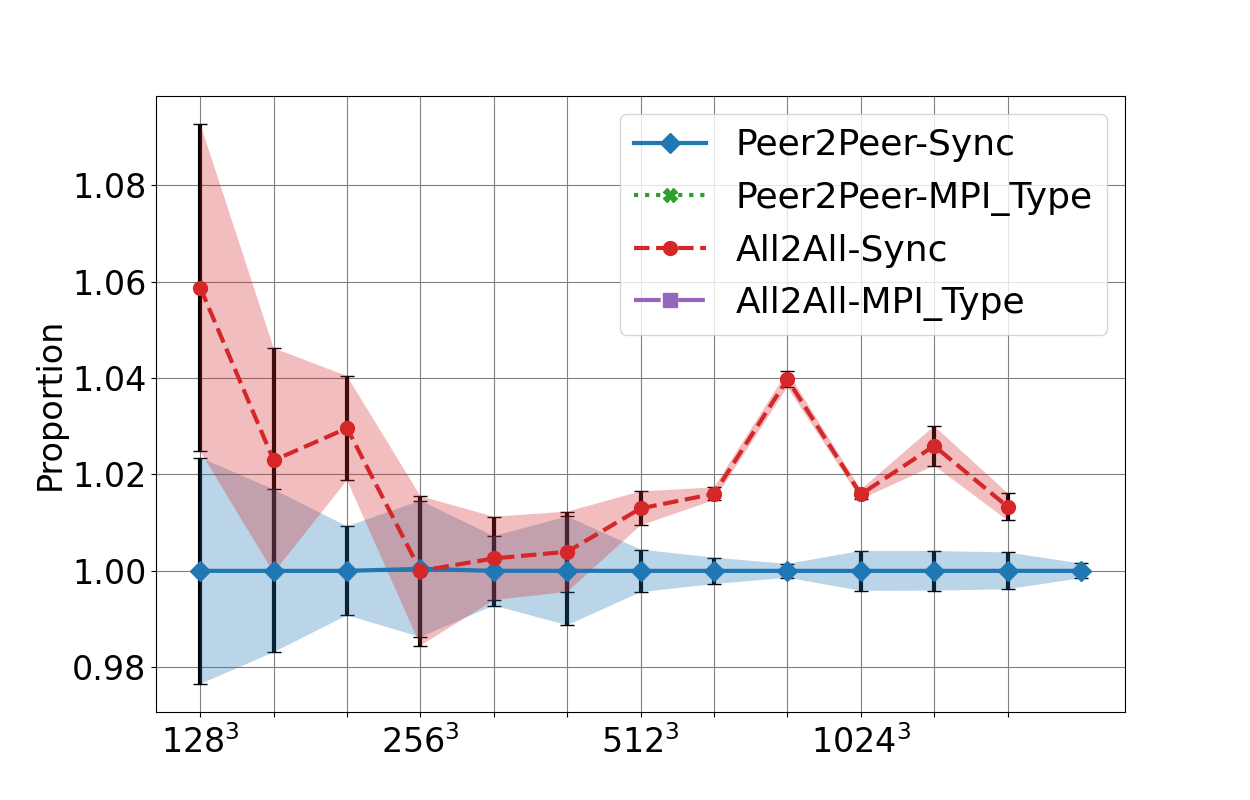 Peer2Peer-Sync
Peer2Peer-MPI_Type
All2All-Sync
All2All-MPI_Type
Proportion
1.08
1.06
1.04
1.02
1.00
0.98
128³ 256³ 512³ 1024³